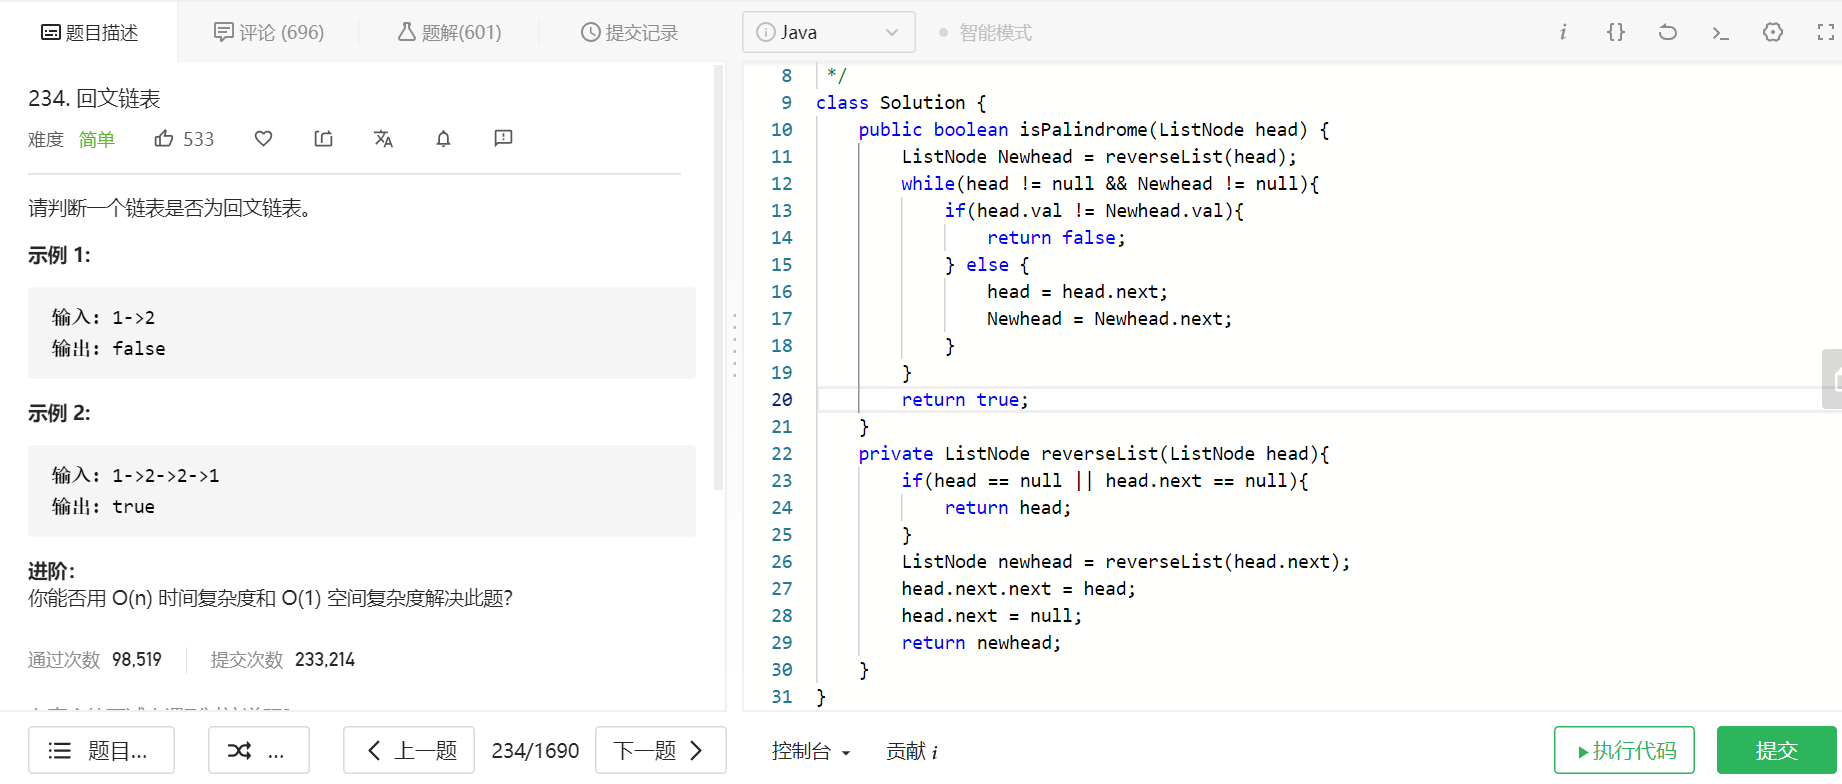 题目描述
评论 (696)
题解(601)
提交记录
234. 回文链表
难度 简单 533
请判断一个链表是否为回文链表。
示例 1:
输入: 1->2
输出: false
示例 2:
输入: 1->2->2->1
输出: true
进阶:
你能否用 O(n) 时间复杂度和 O(1) 空间复杂度解决此题?
通过次数 98,519 提交次数 233,214
题目...
...
上一题
234/1690
下一题
Java
智能模式
i {}
8 */
9 class Solution {
10 public boolean isPalindrome(ListNode head) {
11 ListNode Newhead = reverseList(head);
12 while(head != null && Newhead != null){
13 if(head.val != Newhead.val){
14 return false;
15 } else {
16 head = head.next;
17 Newhead = Newhead.next;
18 }
19 }
20 return true;
21 }
22 private ListNode reverseList(ListNode head){
23 if(head == null || head.next == null){
24 return head;
25 }
26 ListNode newhead = reverseList(head.next);
27 head.next.next = head;
28 head.next = null;
29 return newhead;
30 }
31 }
控制台
贡献 i
执行代码
提交